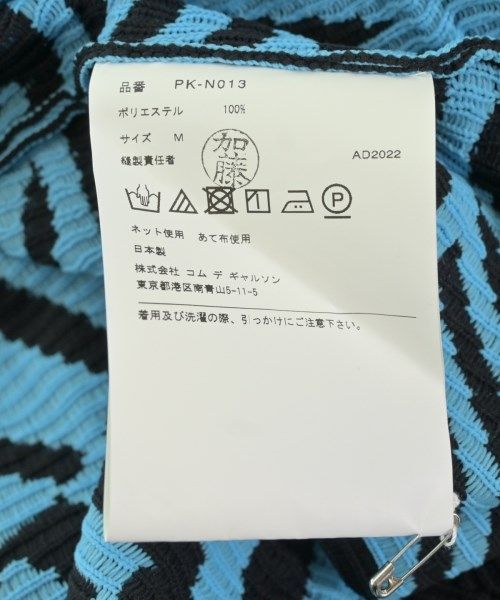 品番 PK-N013
ポリエステル 100%
サイズ M
縫製責任者 加藤 AD2022
P
ネット使用 あて布使用
日本製
株式会社 コム デ ギャルソン
東京都港区南青山5-11-5
着用及び洗濯の際、引っかけにご注意下さい。